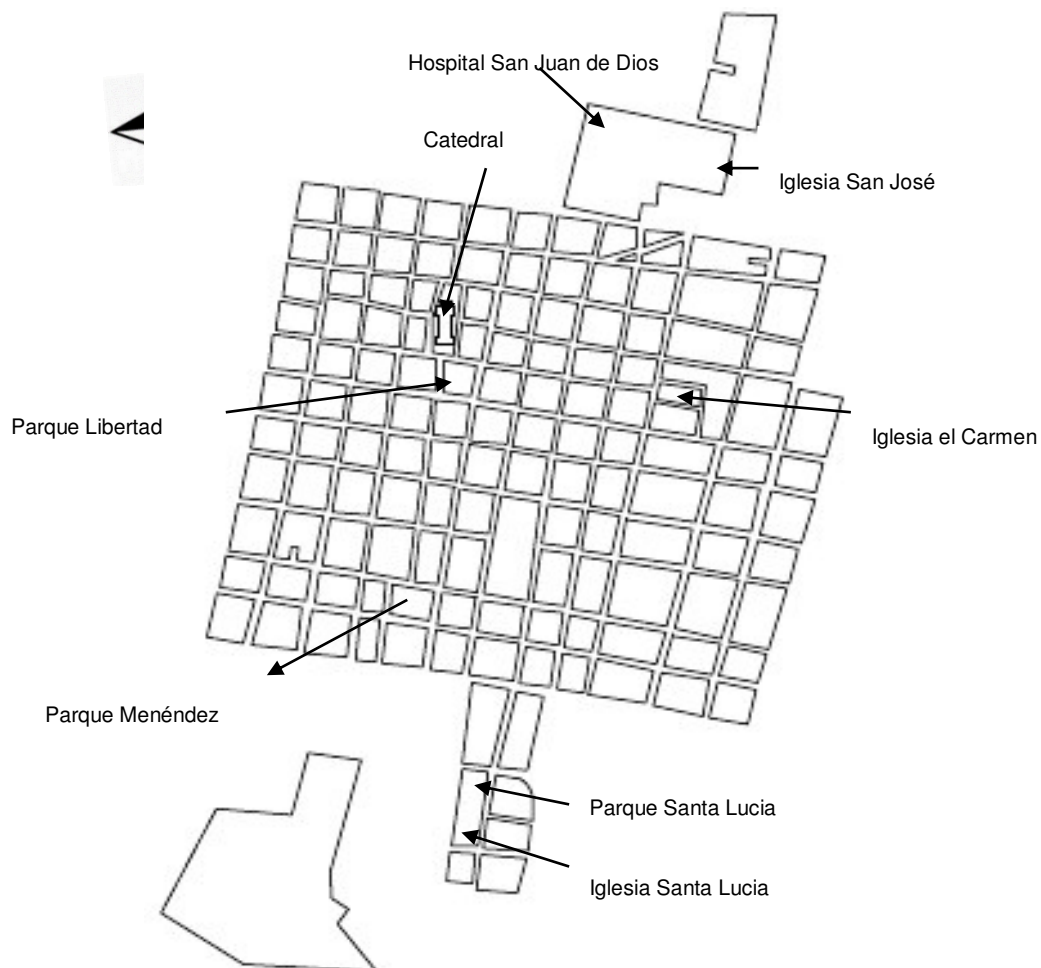 Hospital San Juan de Dios
Catedral
Iglesia San José
Parque Libertad
Iglesia el Carmen
Parque Menéndez
Parque Santa Lucia
Iglesia Santa Lucia